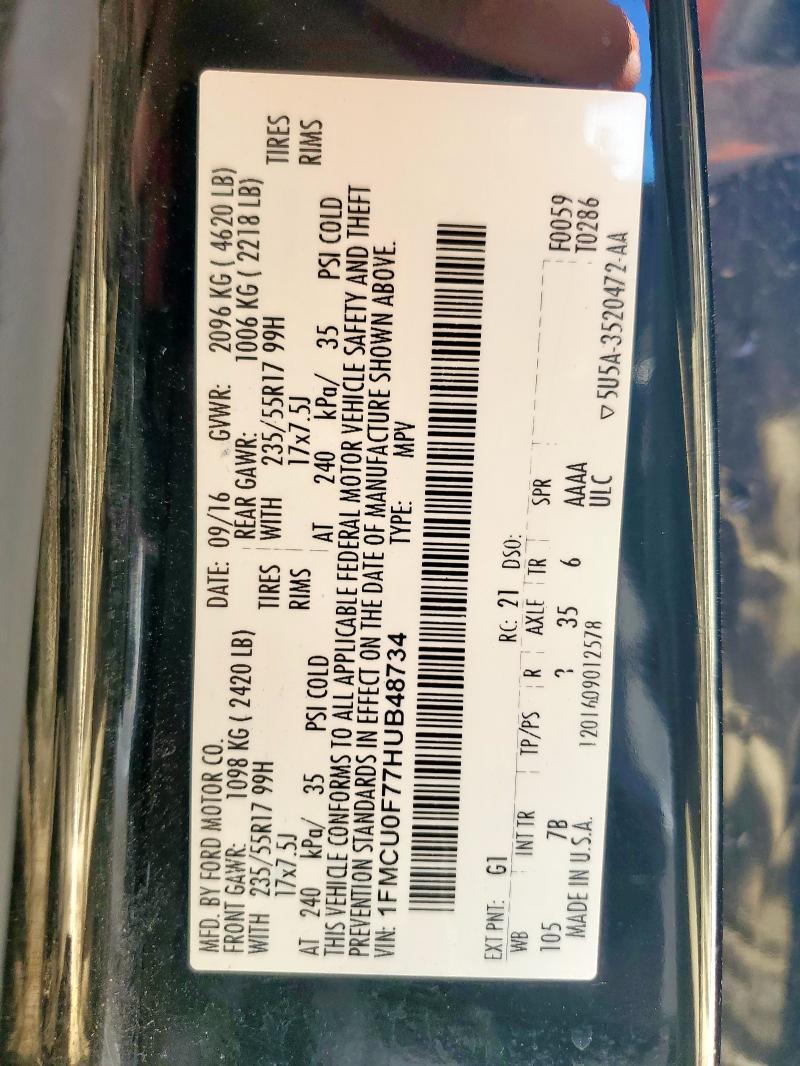 MFD. BY FORD MOTOR CO. DATE: 09/16 GVWR: 2096 KG ( 4620 LB)
FRONT GAWR: 1098 KG ( 2420 LB) REAR GAWR: 1006 KG ( 2218 LB)
WITH 235/55R17 99H TIRES WITH 235/55R17 99H TIRES
17x7.5J RIMS 17x7.5J RIMS
AT 240 kPa/ 35 PSI COLD AT 240 kPa/ 35 PSI COLD
THIS VEHICLE CONFORMS TO ALL APPLICABLE FEDERAL MOTOR VEHICLE SAFETY AND THEFT
PREVENTION STANDARDS IN EFFECT ON THE DATE OF MANUFACTURE SHOWN ABOVE.
VIN: 1FMCU0F77HUB48734 TYPE: MPV
EXT PNT: G1 RC: 21 DSO:
WB INT TR TP/PS R AXLE TR SPR F0059
105 7B 3 35 6 AAAA T0286
ULC
MADE IN U.S.A. 1201609012578 ▽5U5A-3520472-AA